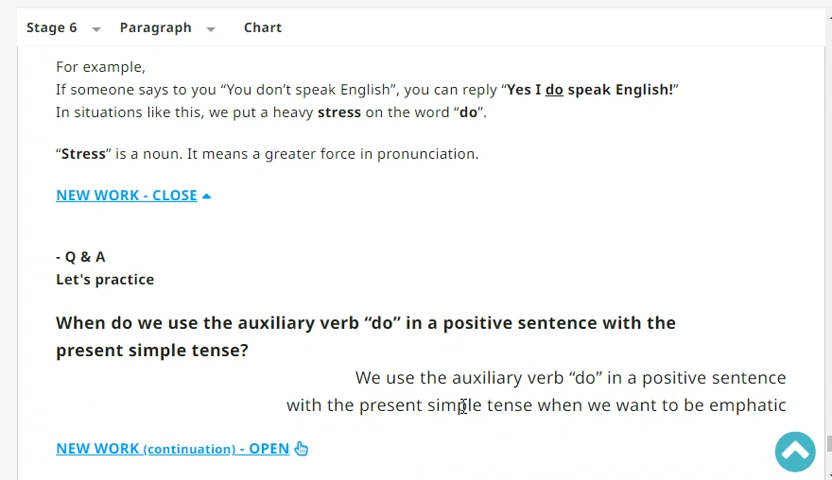 Stage 6 Paragraph Chart
For example,
If someone says to you “You don’t speak English”, you can reply “Yes I do speak English!”
In situations like this, we put a heavy stress on the word “do”.
“Stress” is a noun. It means a greater force in pronunciation.
NEW WORK - CLOSE
- Q & A
Let's practice
When do we use the auxiliary verb “do” in a positive sentence with the
present simple tense?
We use the auxiliary verb “do” in a positive sentence
with the present simple tense when we want to be emphatic
NEW WORK (continuation) - OPEN